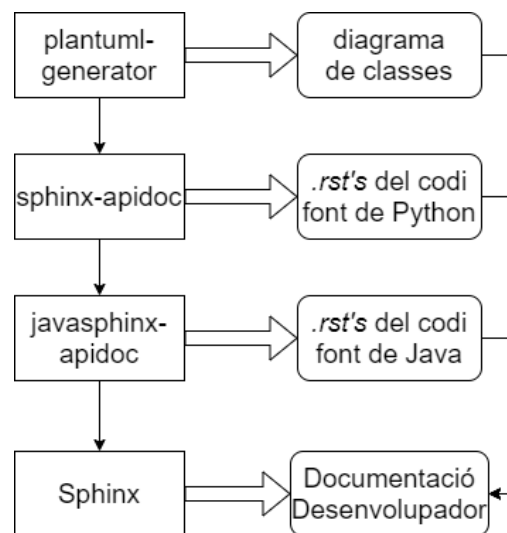 plantuml-
generator
diagrama
de classes
sphinx-apidoc
.rst's del codi
font de Python
javasphinx-
apidoc
.rst's del codi
font de Java
Sphinx
Documentació
Desenvolupador